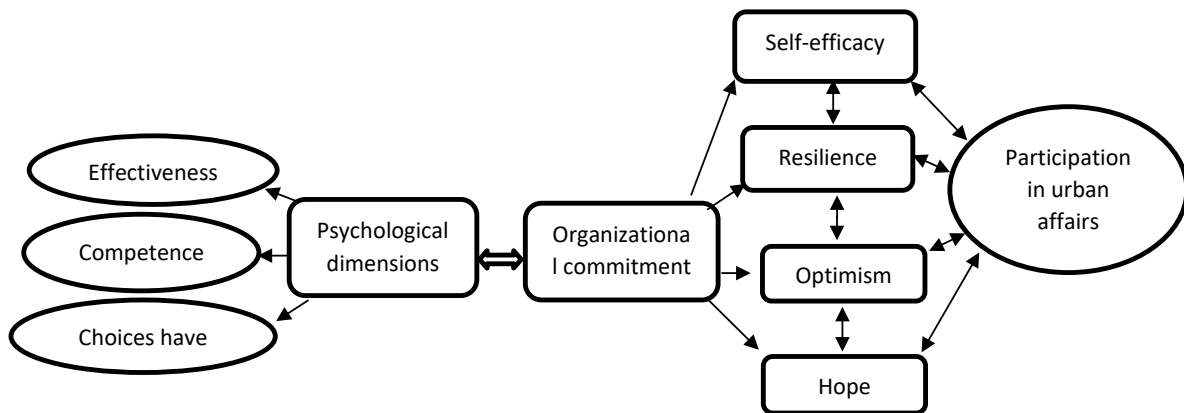 Effectiveness
Competence
Choices have
Psychological
dimensions
Organizationa
l commitment
Self-efficacy
Resilience
Optimism
Hope
Participation
in urban
affairs